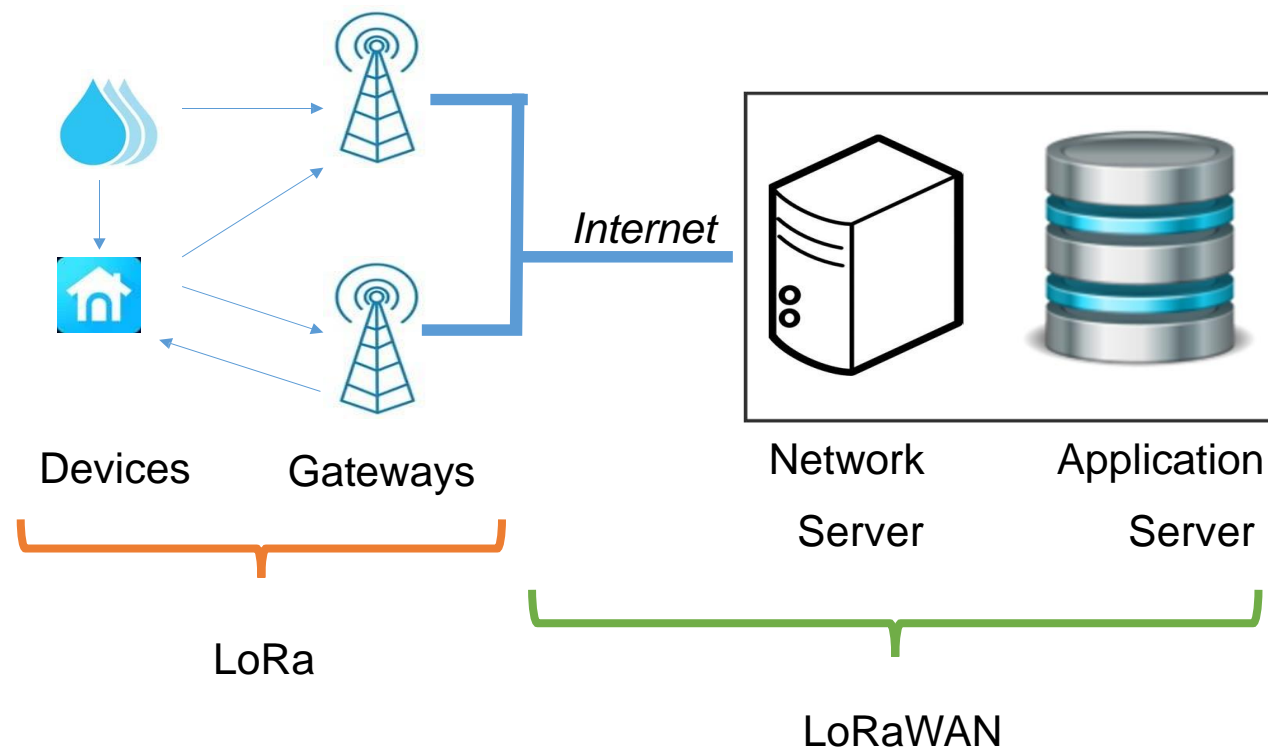 Internet
Devices
Gateways
Network
Server
Application
Server
LoRa
LoRaWAN